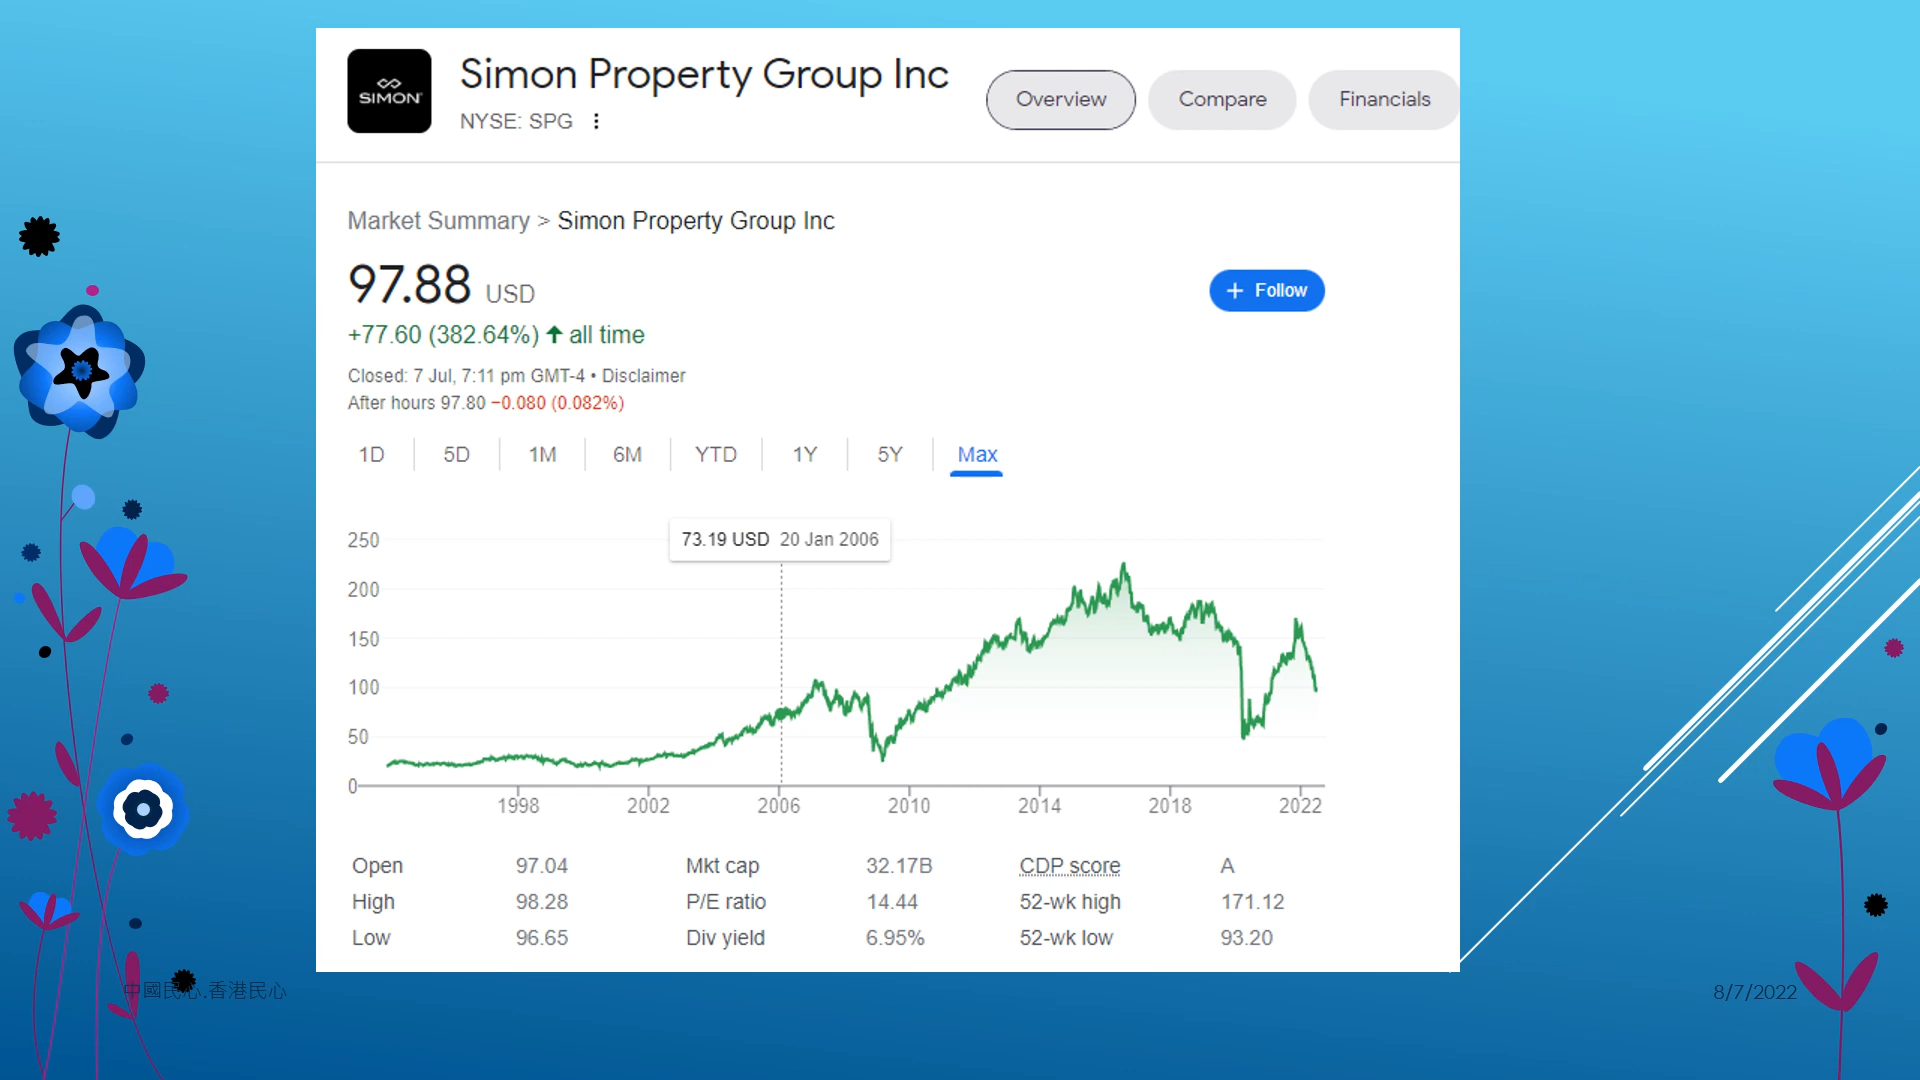 SIMON
Simon Property Group Inc
NYSE: SPG
Overview
Compare
Financials
Market Summary > Simon Property Group Inc
97.88 USD
+ Follow
+77.60 (382.64%) ↑ all time
Closed: 7 Jul, 7:11 pm GMT-4 • Disclaimer
After hours 97.80 −0.080 (0.082%)
1D 5D 1M 6M YTD 1Y 5Y Max
73.19 USD 20 Jan 2006
250
200
150
100
50
0
1998 2002 2006 2010 2014 2018 2022
Open 97.04 Mkt cap 32.17B CDP score A
High 98.28 P/E ratio 14.44 52-wk high 171.12
Low 96.65 Div yield 6.95% 52-wk low 93.20
中國民心.香港民心
8/7/2022